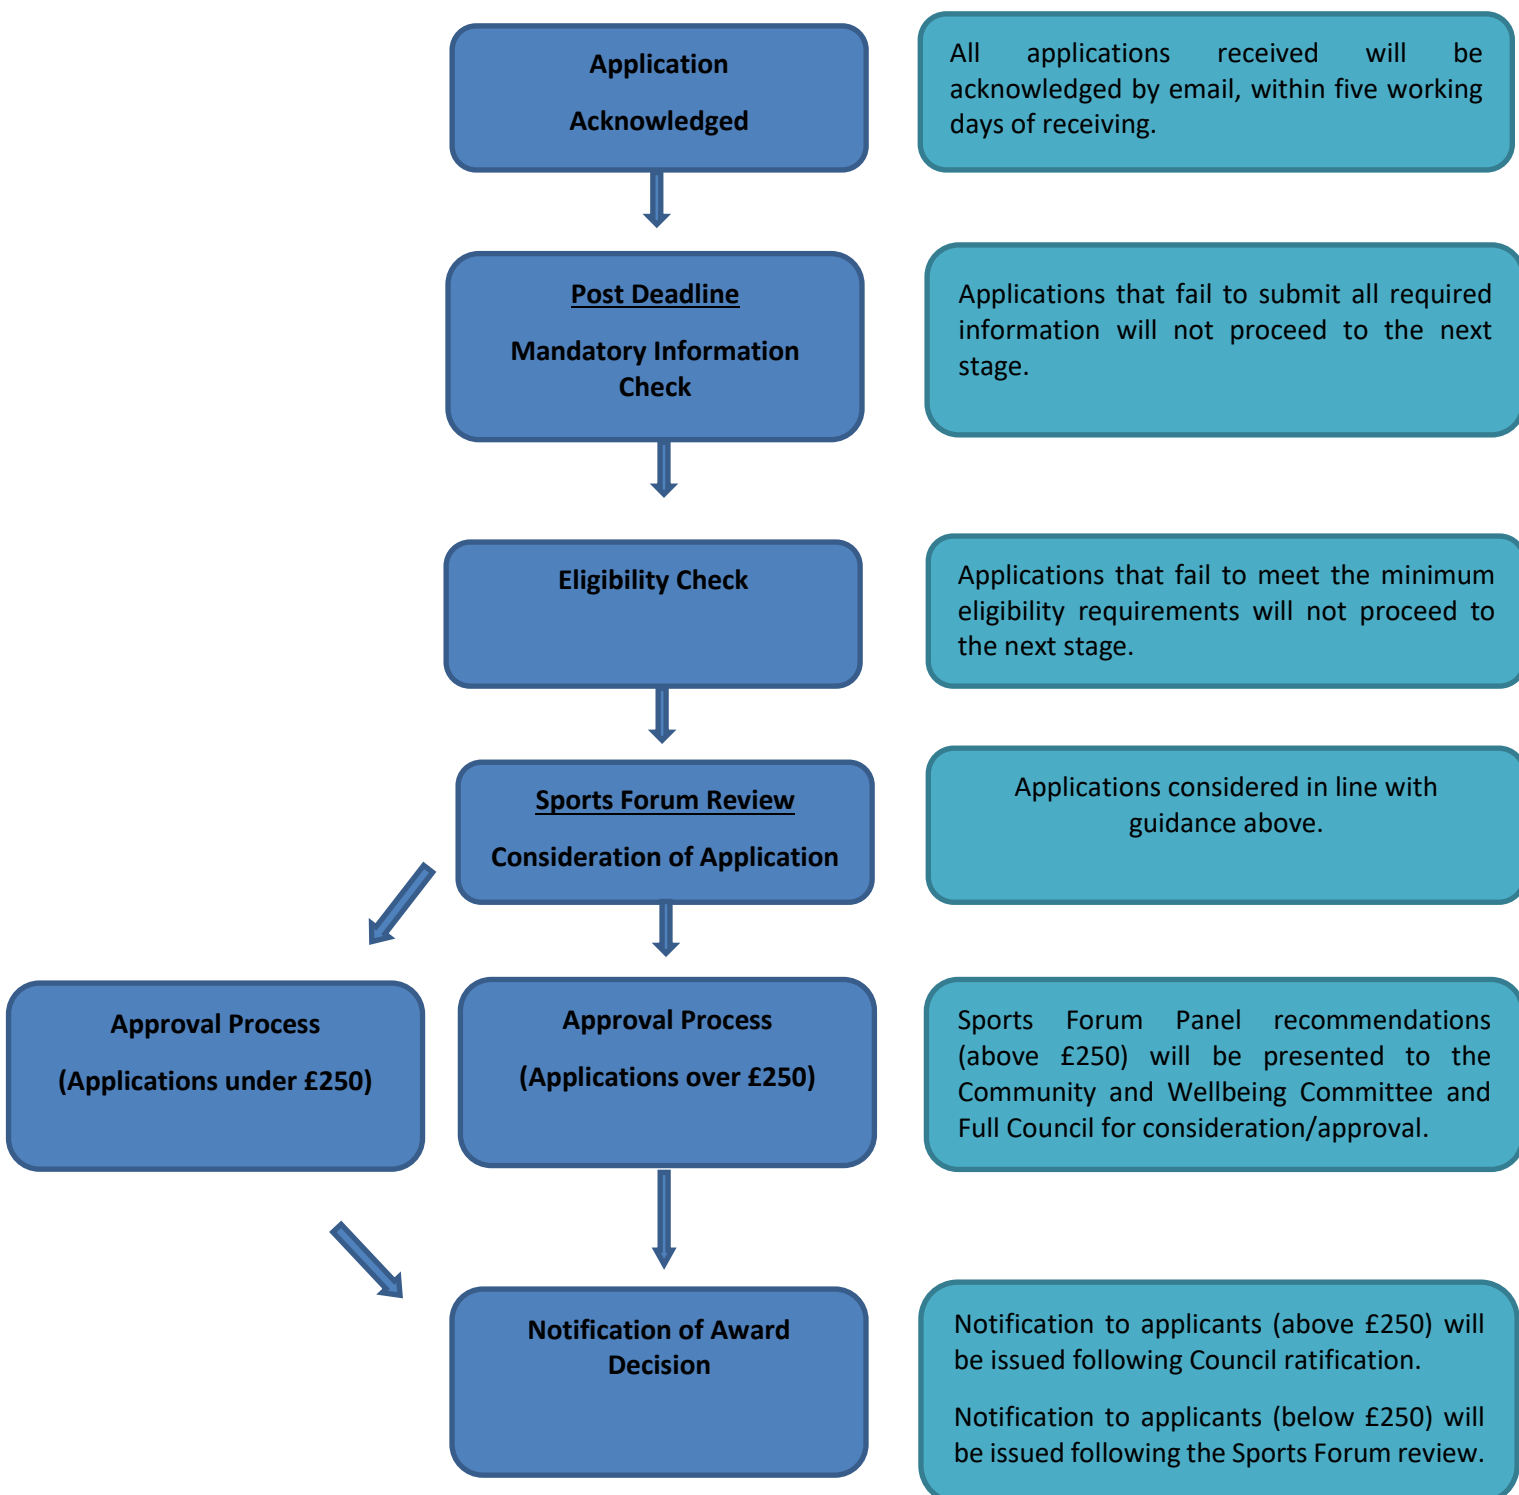 Application
Acknowledged
All applications received will be
acknowledged by email, within five working
days of receiving.
Post Deadline
Mandatory Information
Check
Applications that fail to submit all required
information will not proceed to the next
stage.
Eligibility Check
Applications that fail to meet the minimum
eligibility requirements will not proceed to
the next stage.
Sports Forum Review
Consideration of Application
Applications considered in line with
guidance above.
Approval Process
(Applications under £250)
Approval Process
(Applications over £250)
Sports Forum Panel recommendations
(above £250) will be presented to the
Community and Wellbeing Committee and
Full Council for consideration/approval.
Notification of Award
Decision
Notification to applicants (above £250) will
be issued following Council ratification.
Notification to applicants (below £250) will
be issued following the Sports Forum review.